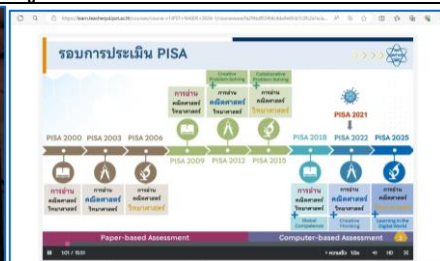 รอบการประเมิน PISA
Creative
Problem Solving
Collaborative
Problem Solving
การอ่าน
คณิตศาสตร์
วิทยาศาสตร์
การอ่าน
คณิตศาสตร์
วิทยาศาสตร์
การอ่าน
คณิตศาสตร์
วิทยาศาสตร์
PISA 2021
PISA 2000
PISA 2003
PISA 2006
PISA 2018
PISA 2022
PISA 2025
PISA 2009
PISA 2012
PISA 2015
การอ่าน
คณิตศาสตร์
วิทยาศาสตร์
การอ่าน
คณิตศาสตร์
วิทยาศาสตร์
การอ่าน
คณิตศาสตร์
วิทยาศาสตร์
การอ่าน
คณิตศาสตร์
วิทยาศาสตร์
การอ่าน
คณิตศาสตร์
วิทยาศาสตร์
การอ่าน
คณิตศาสตร์
Global
Competence
Creative
Thinking
Learning in the
Digital World
Paper-based Assessment
Computer-based Assessment
HD